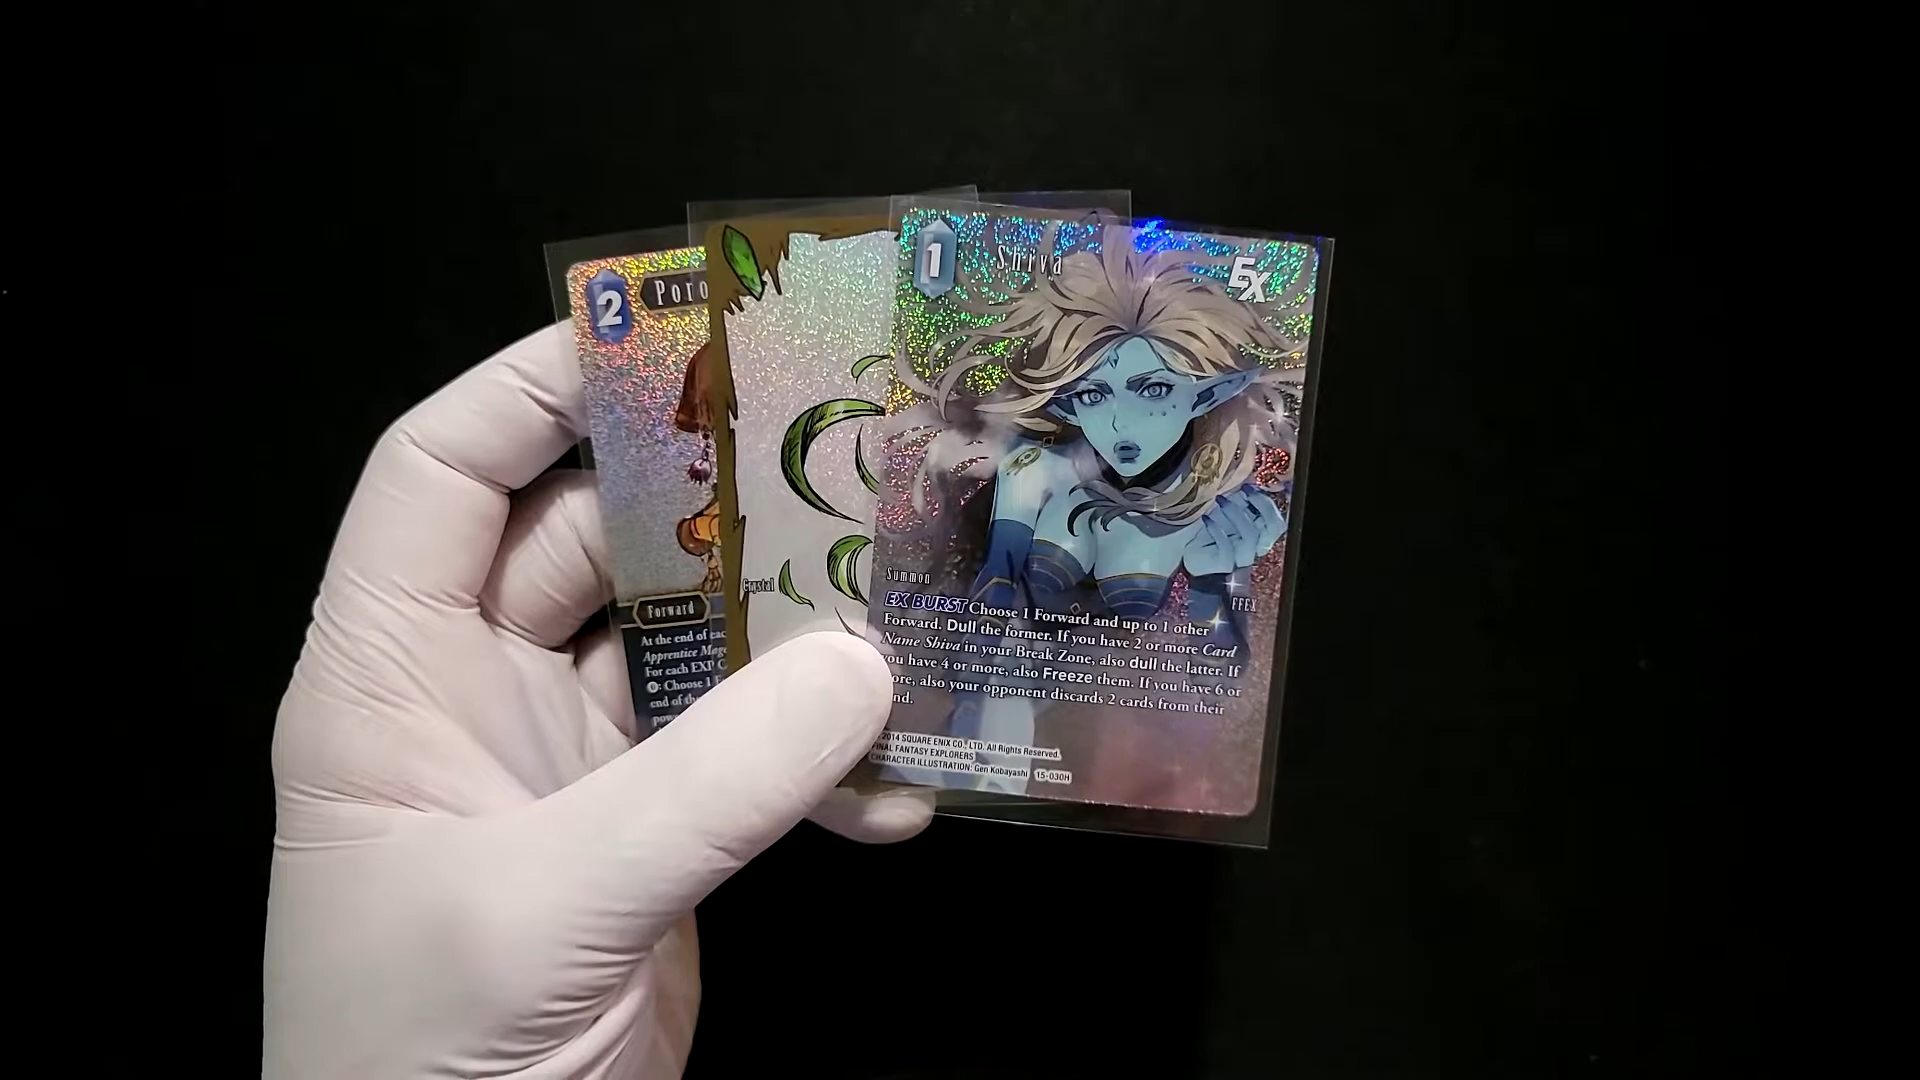 2
Poro
Forward
At the end of eac
Apprentice Mage
For each EXP C
: Choose 1 F
end of the
pow
Crystal
1
Shiva
EX
Summon
FFEX
EX BURST Choose 1 Forward and up to 1 other
Forward. Dull the former. If you have 2 or more Card
Name Shiva in your Break Zone, also dull the latter. If
you have 4 or more, also Freeze them. If you have 6 or
ore, also your opponent discards 2 cards from their
nd.
2014 SQUARE ENIX CO., LTD. All Rights Reserved.
FINAL FANTASY EXPLORERS
CHARACTER ILLUSTRATION: Gen Kobayashi 15-030H